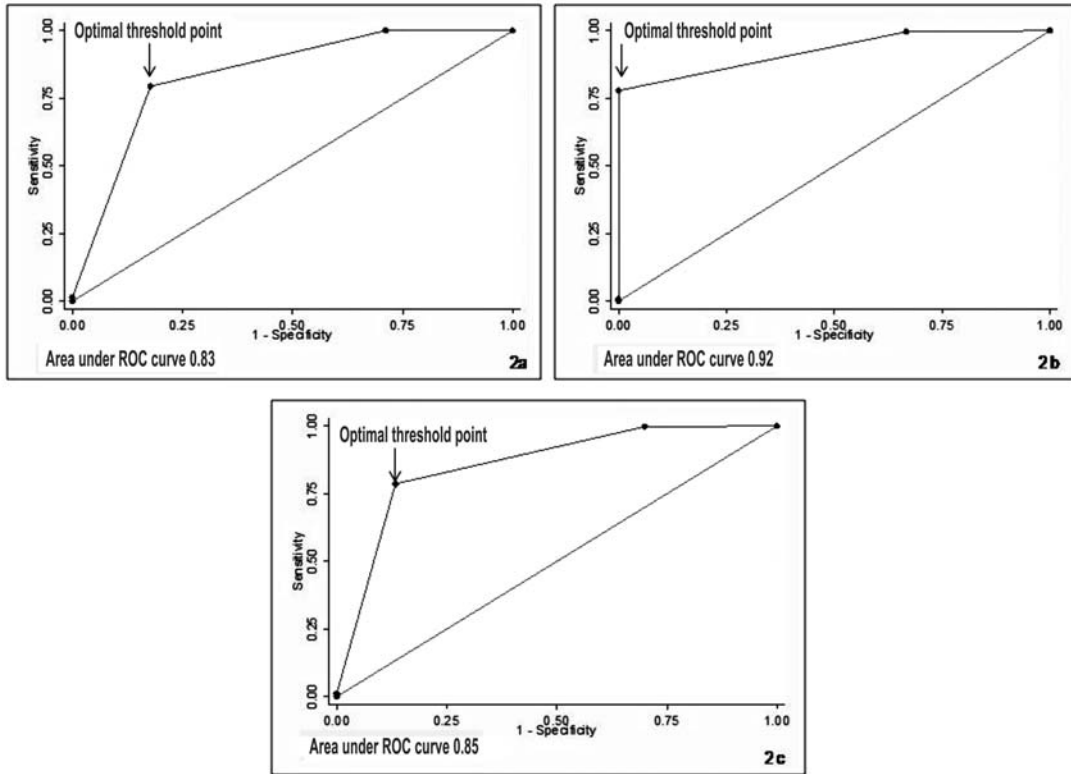 Optimal threshold point
Sensitivity
1.00
0.75
0.50
0.25
0.00
0.00 0.25 0.50 0.75 1.00
1 - Specificity
Area under ROC curve 0.83
2a
Optimal threshold point
Sensitivity
1.00
0.75
0.50
0.25
0.00
0.00 0.25 0.50 0.75 1.00
1 - Specificity
Area under ROC curve 0.92
2b
Optimal threshold point
Sensitivity
1.00
0.75
0.50
0.25
0.00
0.00 0.25 0.50 0.75 1.00
1 - Specificity
Area under ROC curve 0.85
2c